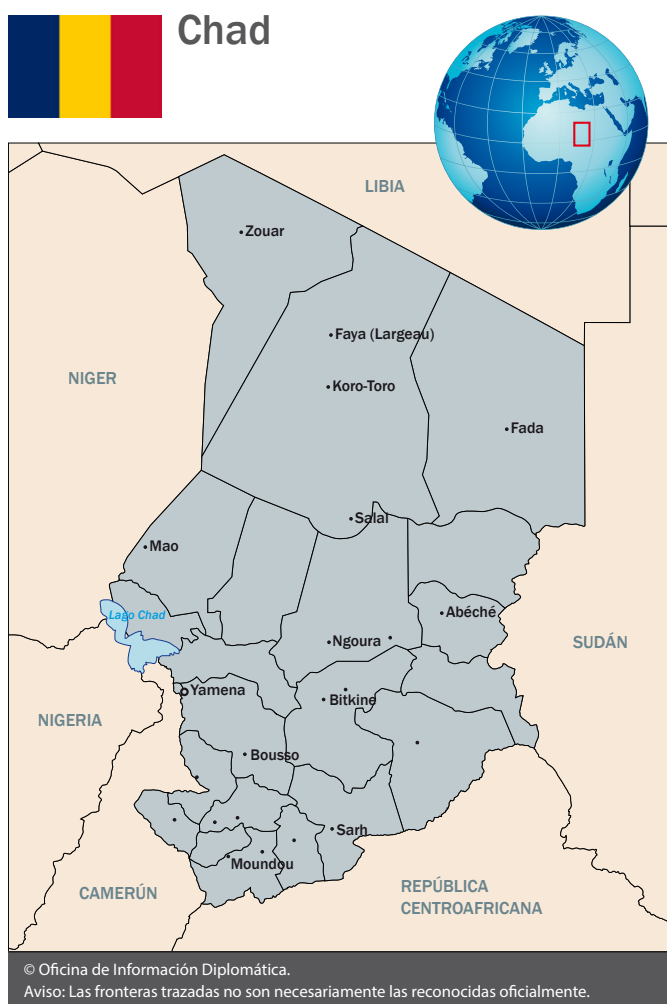 Chad
LIBIA
Zouar
Faya (Largeau)
NIGER
Koro-Toro
Fada
Salal
Mao
Lago Chad
Abéché
Ngoura
SUDÁN
Yamena
Bitkine
NIGERIA
Bousso
Sarh
Moundou
CAMERÚN
REPÚBLICA
CENTROAFRICANA
© Oficina de Información Diplomática.
Aviso: Las fronteras trazadas no son necesariamente las reconocidas oficialmente.